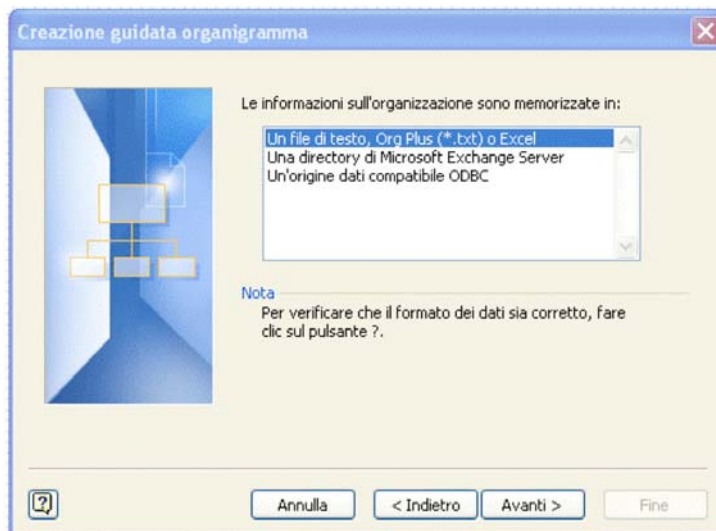 Creazione guidata organigramma
Le informazioni sull'organizzazione sono memorizzate in:
Un file di testo, Org Plus (*.txt) o Excel
Una directory di Microsoft Exchange Server
Un'origine dati compatibile ODBC
Nota
Per verificare che il formato dei dati sia corretto, fare
clic sul pulsante ?.
?
Annulla
< Indietro
Avanti >
Fine